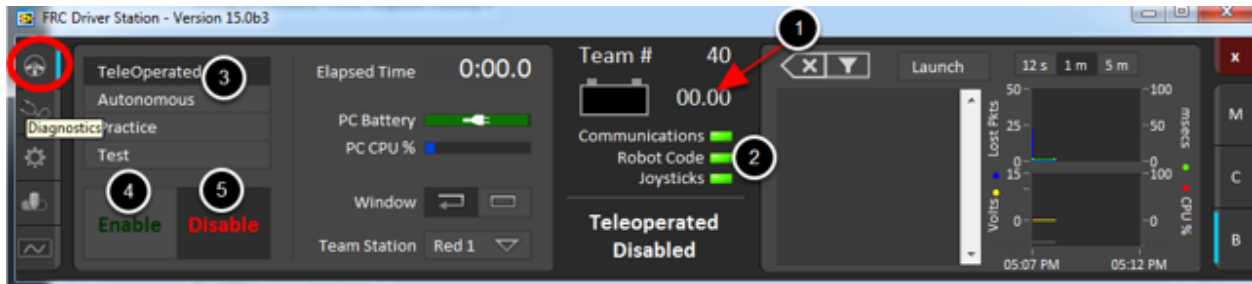 FRC Driver Station - Version 15.0b3
1
TeleOperated
3
Autonomous
Diagnostics
Practice
Test
4
5
Enable
Disable
Elapsed Time
0:00.0
PC Battery
PC CPU %
Window
Team Station
Red 1
Team #
40
00.00
Communications
Robot Code
2
Joysticks
Teleoperated
Disabled
Launch
12 s
1 m
5 m
50
25
0
Lost Pkts
100
50
0
msecs
15
0
Volts
100
0
CPU %
05:07 PM
05:12 PM
X
M
C
B